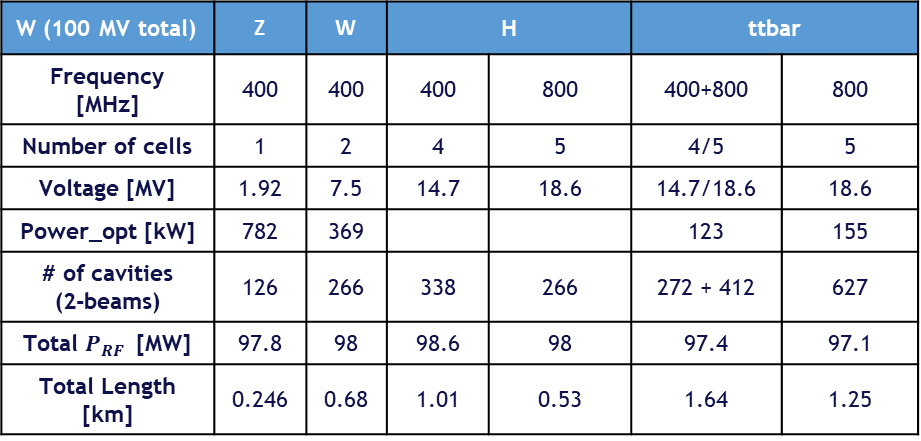 W (100 MV total) Z W H ttbar
Frequency
[MHz] 400 400 400 800 400+800 800
Number of cells 1 2 4 5 4/5 5
Voltage [MV] 1.92 7.5 14.7 18.6 14.7/18.6 18.6
Power_opt [kW] 782 369 123 155
# of cavities
(2-beams) 126 266 338 266 272 + 412 627
Total P_RF [MW] 97.8 98 98.6 98 97.4 97.1
Total Length
[km] 0.246 0.68 1.01 0.53 1.64 1.25